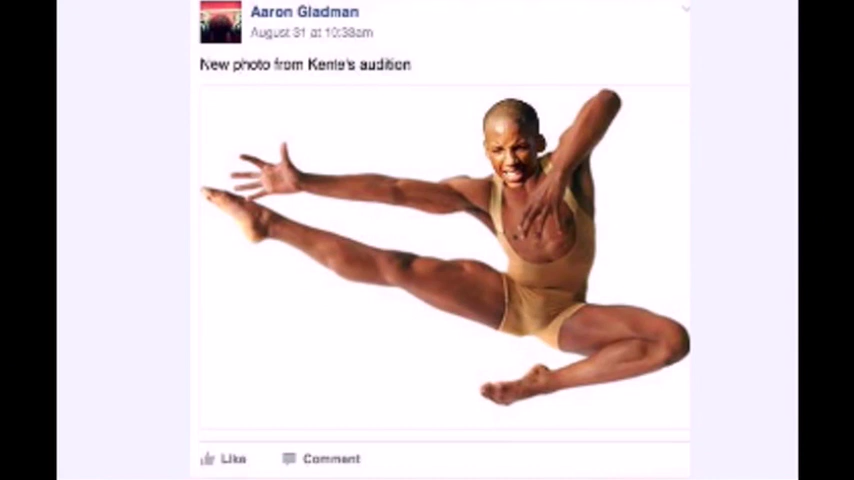 Aaron Gladman
August 31 at 10:38am
New photo from Kente's audition
Like
Comment